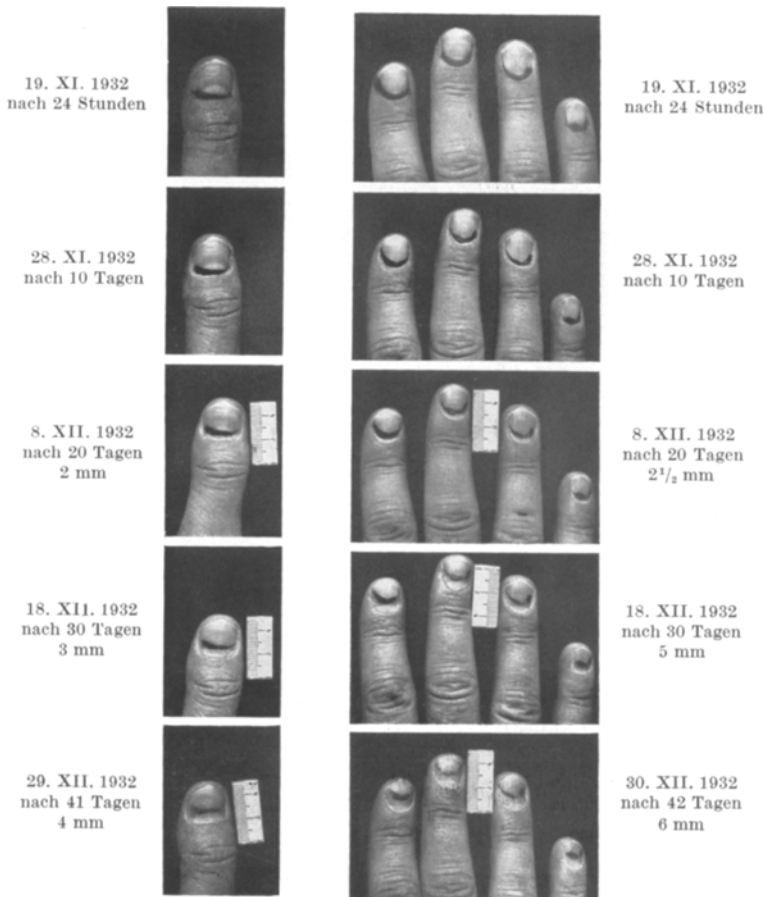 19. XI. 1932
nach 24 Stunden
19. XI. 1932
nach 24 Stunden
28. XI. 1932
nach 10 Tagen
28. XI. 1932
nach 10 Tagen
8. XII. 1932
nach 20 Tagen
2 mm
8. XII. 1932
nach 20 Tagen
2¹/₂ mm
18. XII. 1932
nach 30 Tagen
3 mm
18. XII. 1932
nach 30 Tagen
5 mm
29. XII. 1932
nach 41 Tagen
4 mm
30. XII. 1932
nach 42 Tagen
6 mm